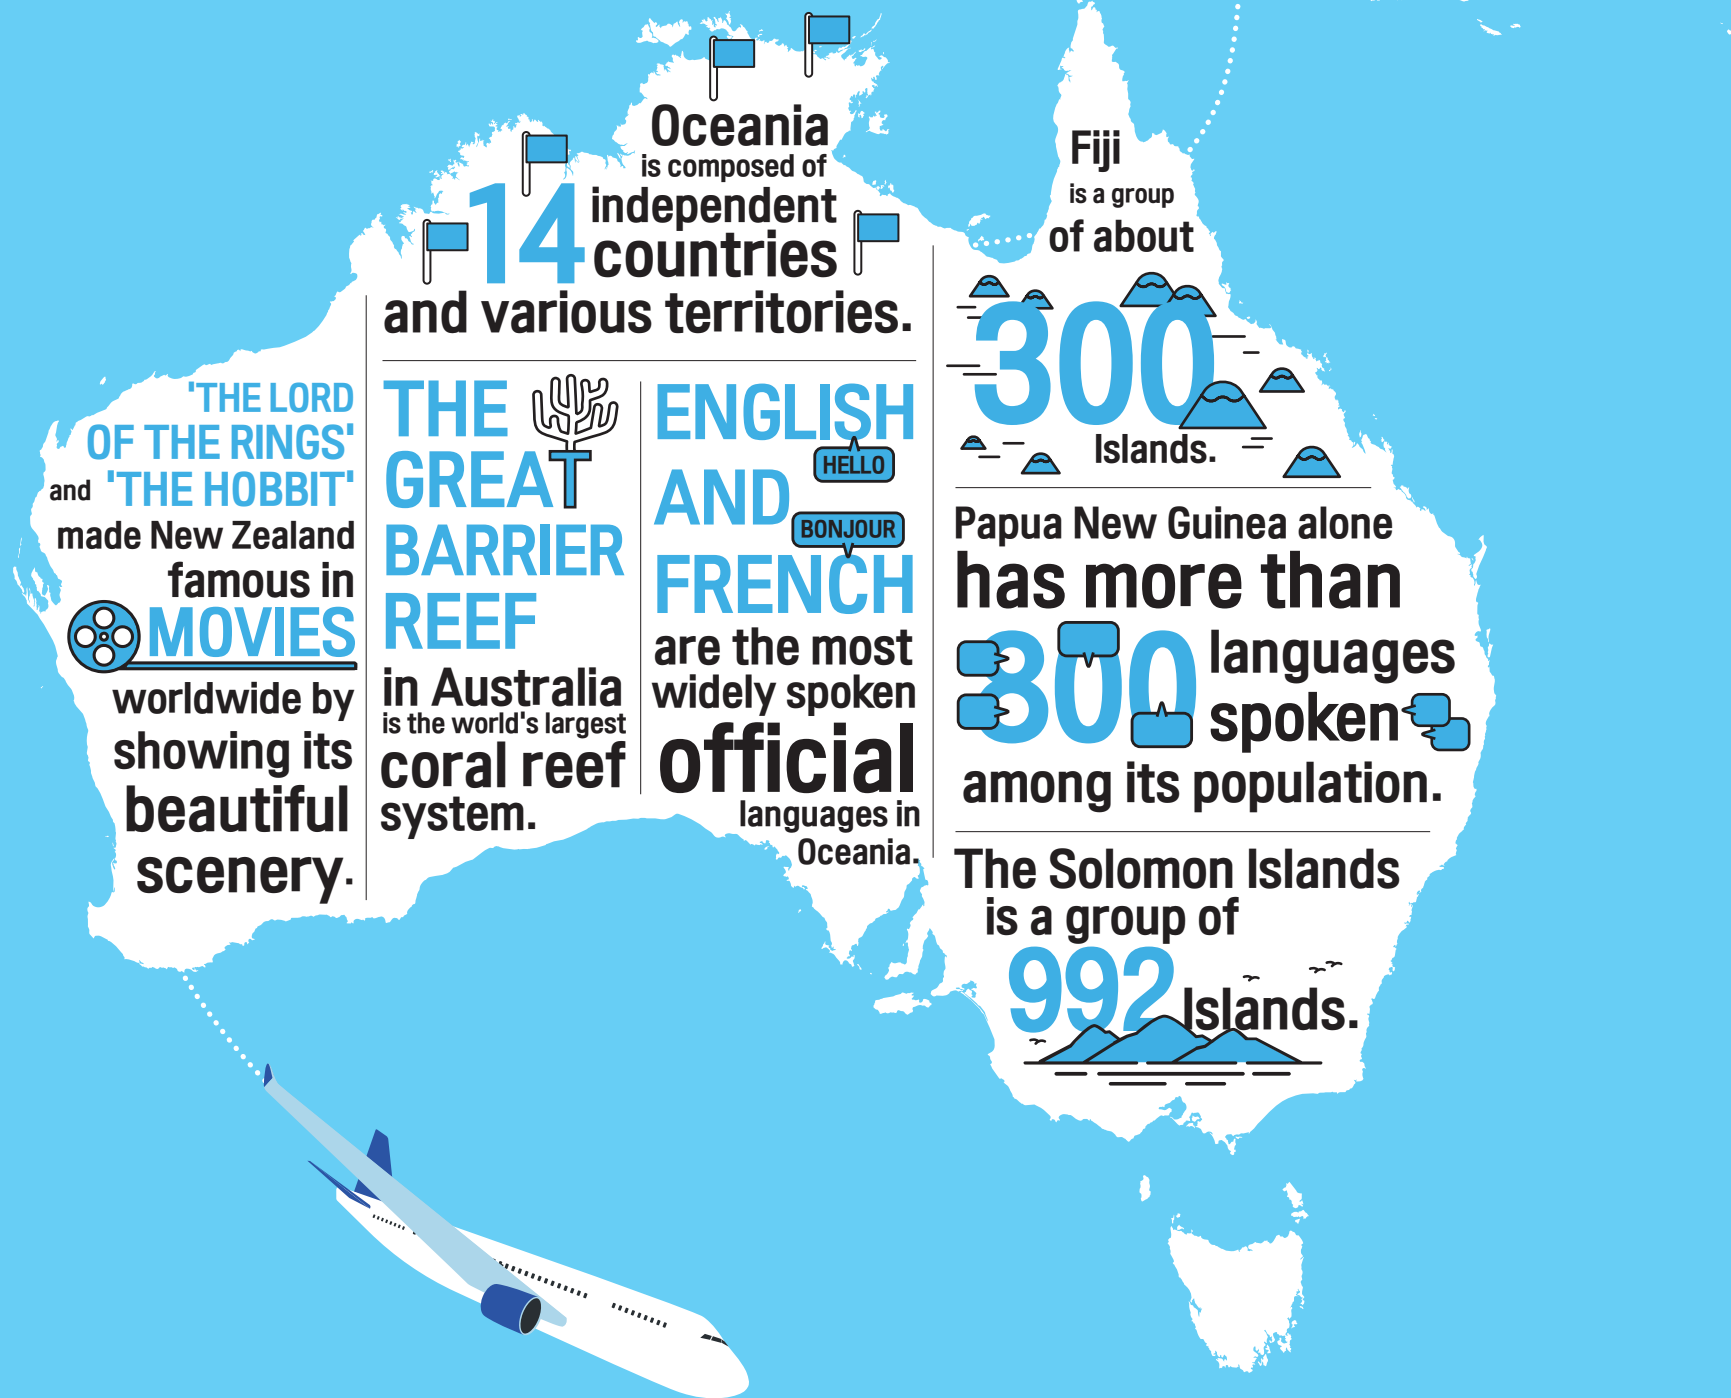 Oceania
is composed of
14 independent
countries
and various territories.
'THE LORD
OF THE RINGS'
and 'THE HOBBIT'
made New Zealand
famous in
MOVIES
worldwide by
showing its
beautiful
scenery.
THE
GREAT
BARRIER
REEF
in Australia
is the world's largest
coral reef
system.
ENGLISH
HELLO
AND
BONJOUR
FRENCH
are the most
widely spoken
official
languages in
Oceania.
Fiji
is a group
of about
300
Islands.
Papua New Guinea alone
has more than
300 languages
spoken
among its population.
The Solomon Islands
is a group of
992 Islands.